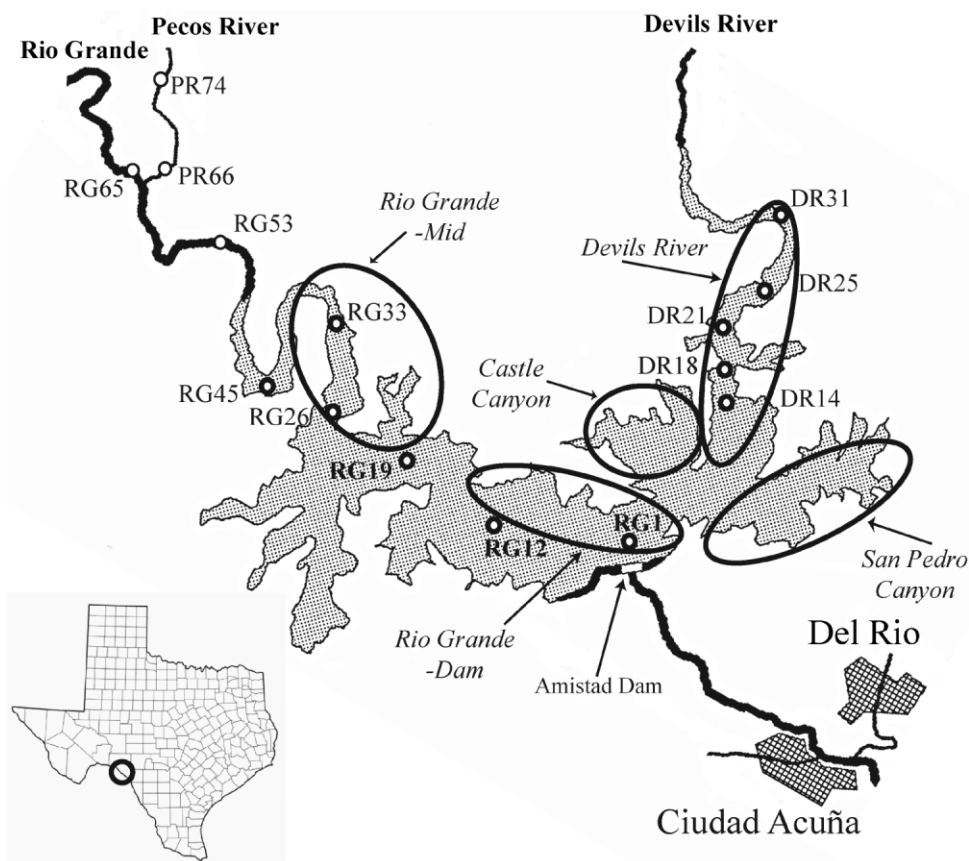 Pecos River
Devils River
Rio Grande
PR74
RG65
PR66
RG53
Rio Grande
-Mid
DR31
Devils River
DR25
RG33
DR21
DR18
Castle
Canyon
RG45
RG26
DR14
RG19
RG12
RG1
San Pedro
Canyon
Rio Grande
-Dam
Amistad Dam
Del Rio
Ciudad Acuña